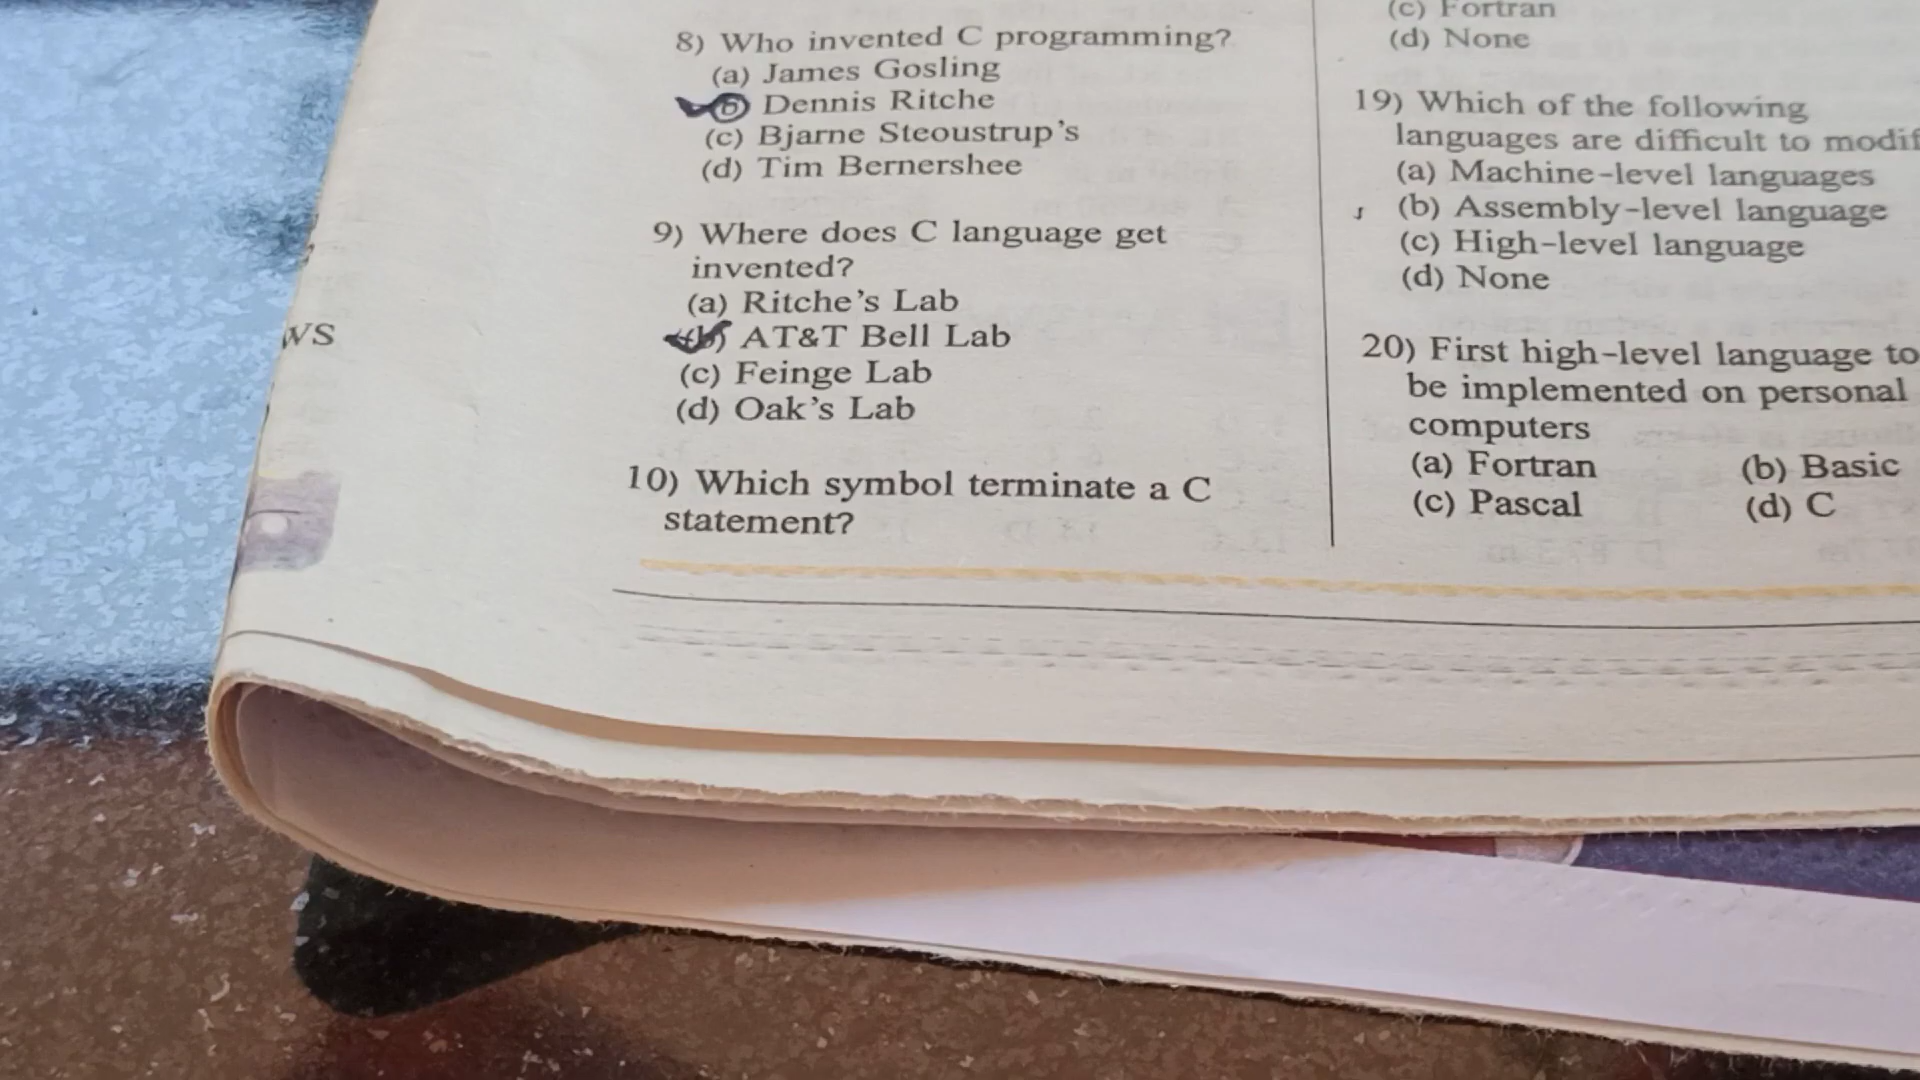 8) Who invented C programming?
(a) James Gosling
(b) Dennis Ritche
(c) Bjarne Steoustrup's
(d) Tim Bernershee
9) Where does C language get
invented?
(a) Ritche's Lab
(b) AT&T Bell Lab
(c) Feinge Lab
(d) Oak's Lab
10) Which symbol terminate a C
statement?
(c) Fortran
(d) None
19) Which of the following
languages are difficult to modif
(a) Machine-level languages
(b) Assembly-level language
(c) High-level language
(d) None
20) First high-level language to
be implemented on personal
computers
(a) Fortran (b) Basic
(c) Pascal (d) C